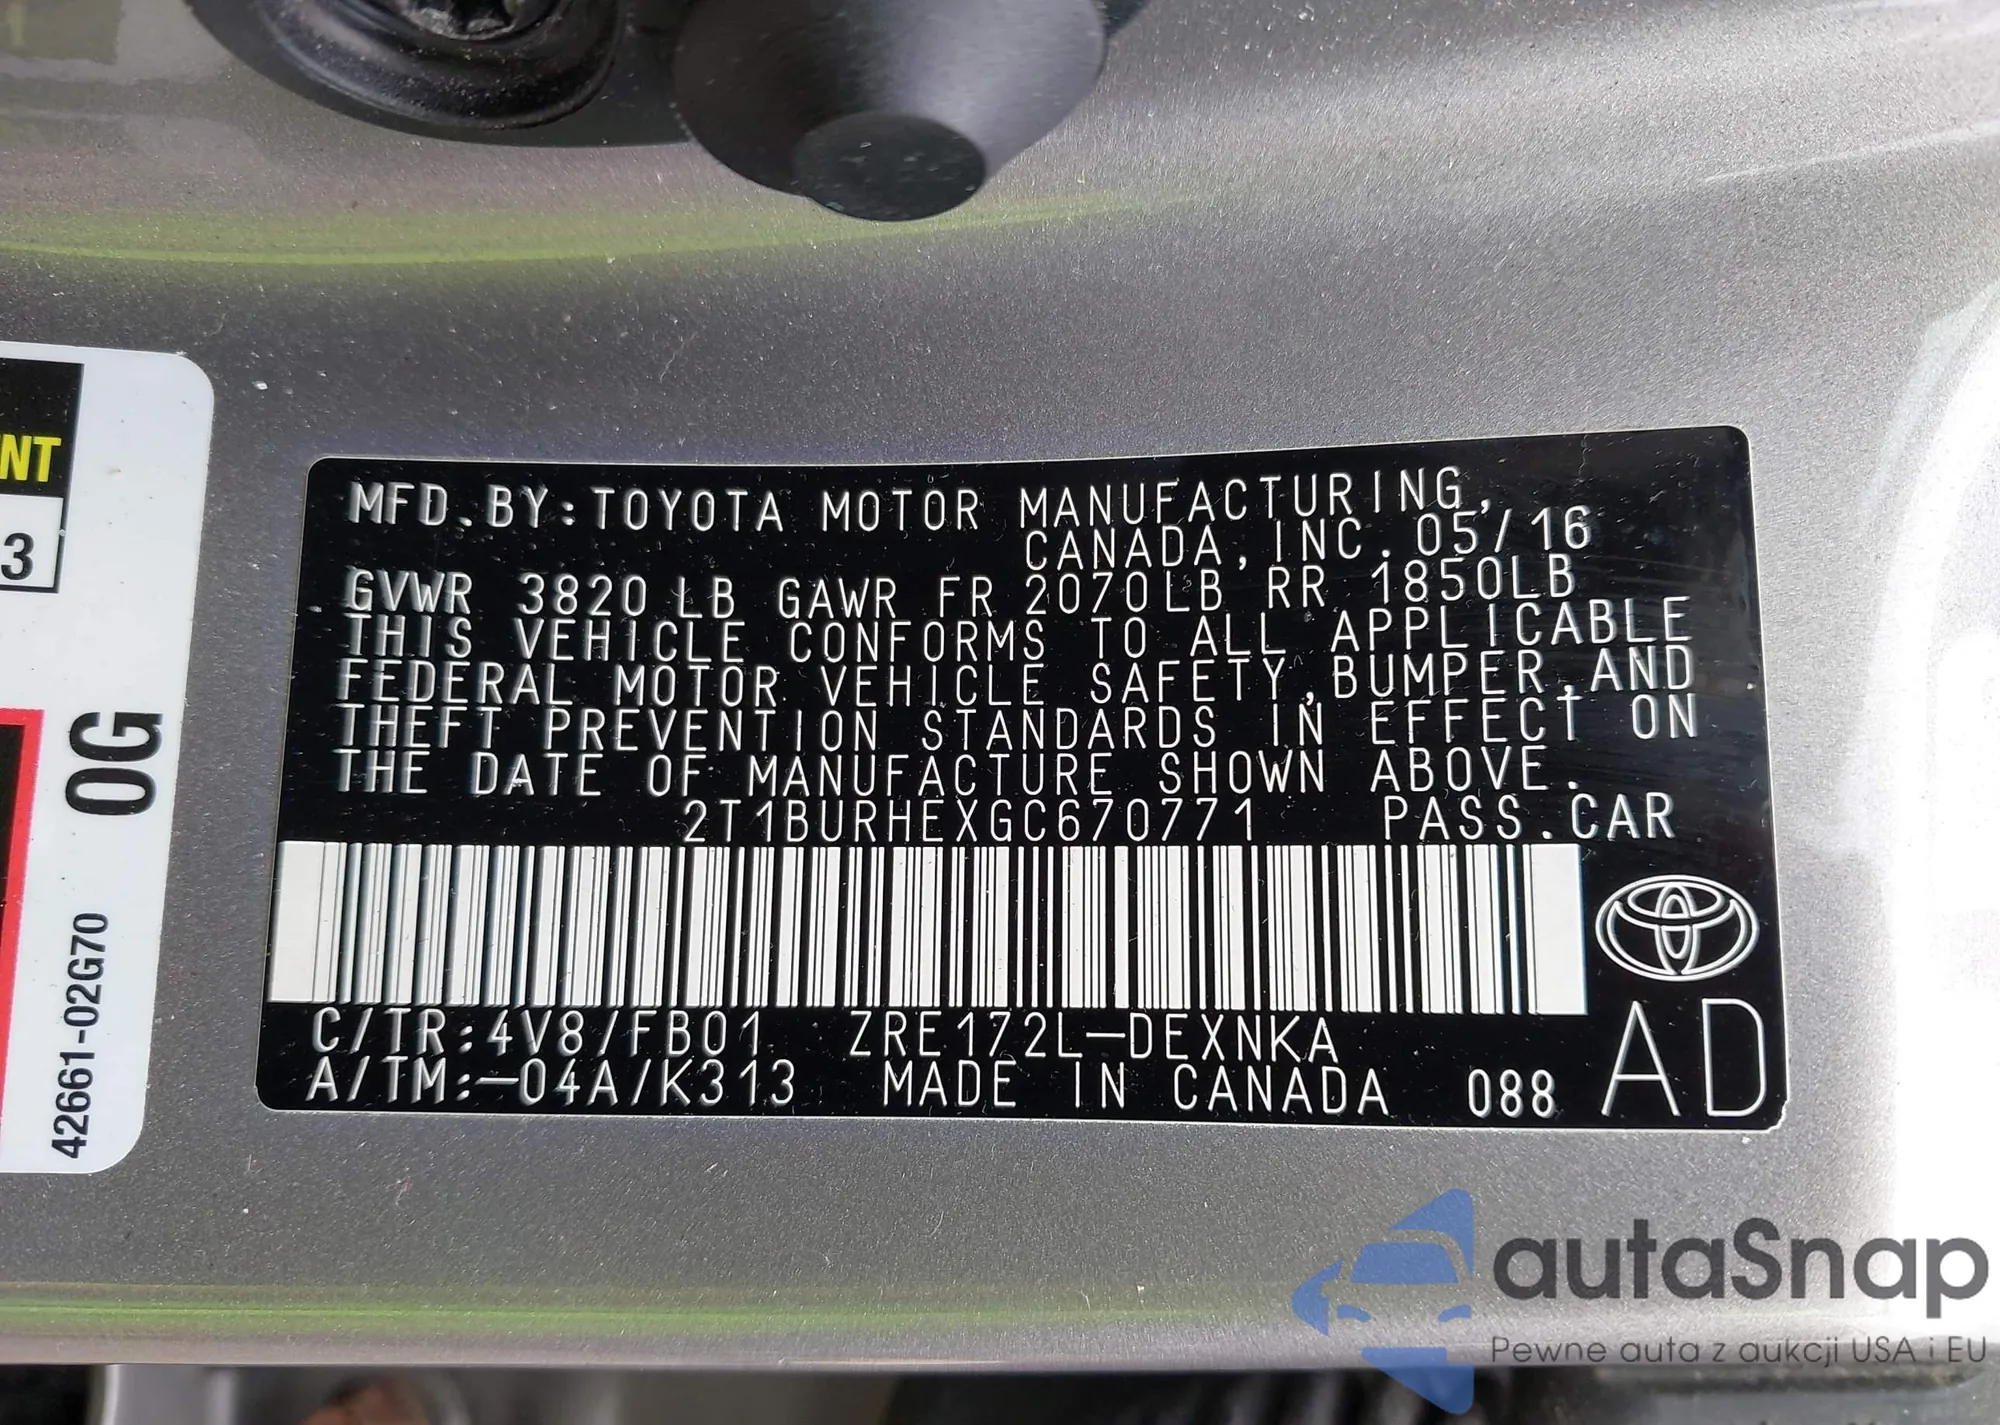 NT
3
0G
42661-02G70
MFD. BY: TOYOTA MOTOR MANUFACTURING,
CANADA, INC. 05/16
GVWR 3820 LB GAWR FR 2070LB RR 1850LB
THIS VEHICLE CONFORMS TO ALL APPLICABLE
FEDERAL MOTOR VEHICLE SAFETY, BUMPER, AND
THEFT PREVENTION STANDARDS IN EFFECT ON
THE DATE OF MANUFACTURE SHOWN ABOVE.
2T1BURHEXGC670771 PASS. CAR
C/TR: 4V8/FB01 ZRE172L-DEXNKA
A/TM: -04A/K313 MADE IN CANADA 088
AD
autaSnap
Pewne auta z aukcji USA i EU